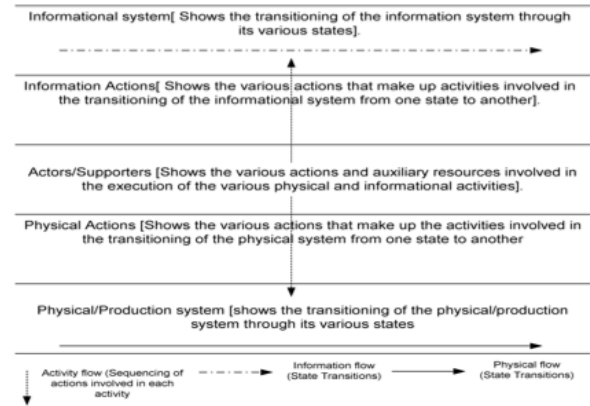 Informational system[ Shows the transitioning of the information system through
its various states].
Information Actions[ Shows the various actions that make up activities involved in
the transitioning of the informational system from one state to another].
Actors/Supporters [Shows the various actions and auxiliary resources involved in
the execution of the various physical and informational activities].
Physical Actions [Shows the various actions that make up the activities involved in
the transitioning of the physical system from one state to another
Physical/Production system [shows the transitioning of the physical/production
system through its various states
Activity flow (Sequencing of
actions involved in each
activity
Information flow
(State Transitions)
Physical flow
(State Transitions)